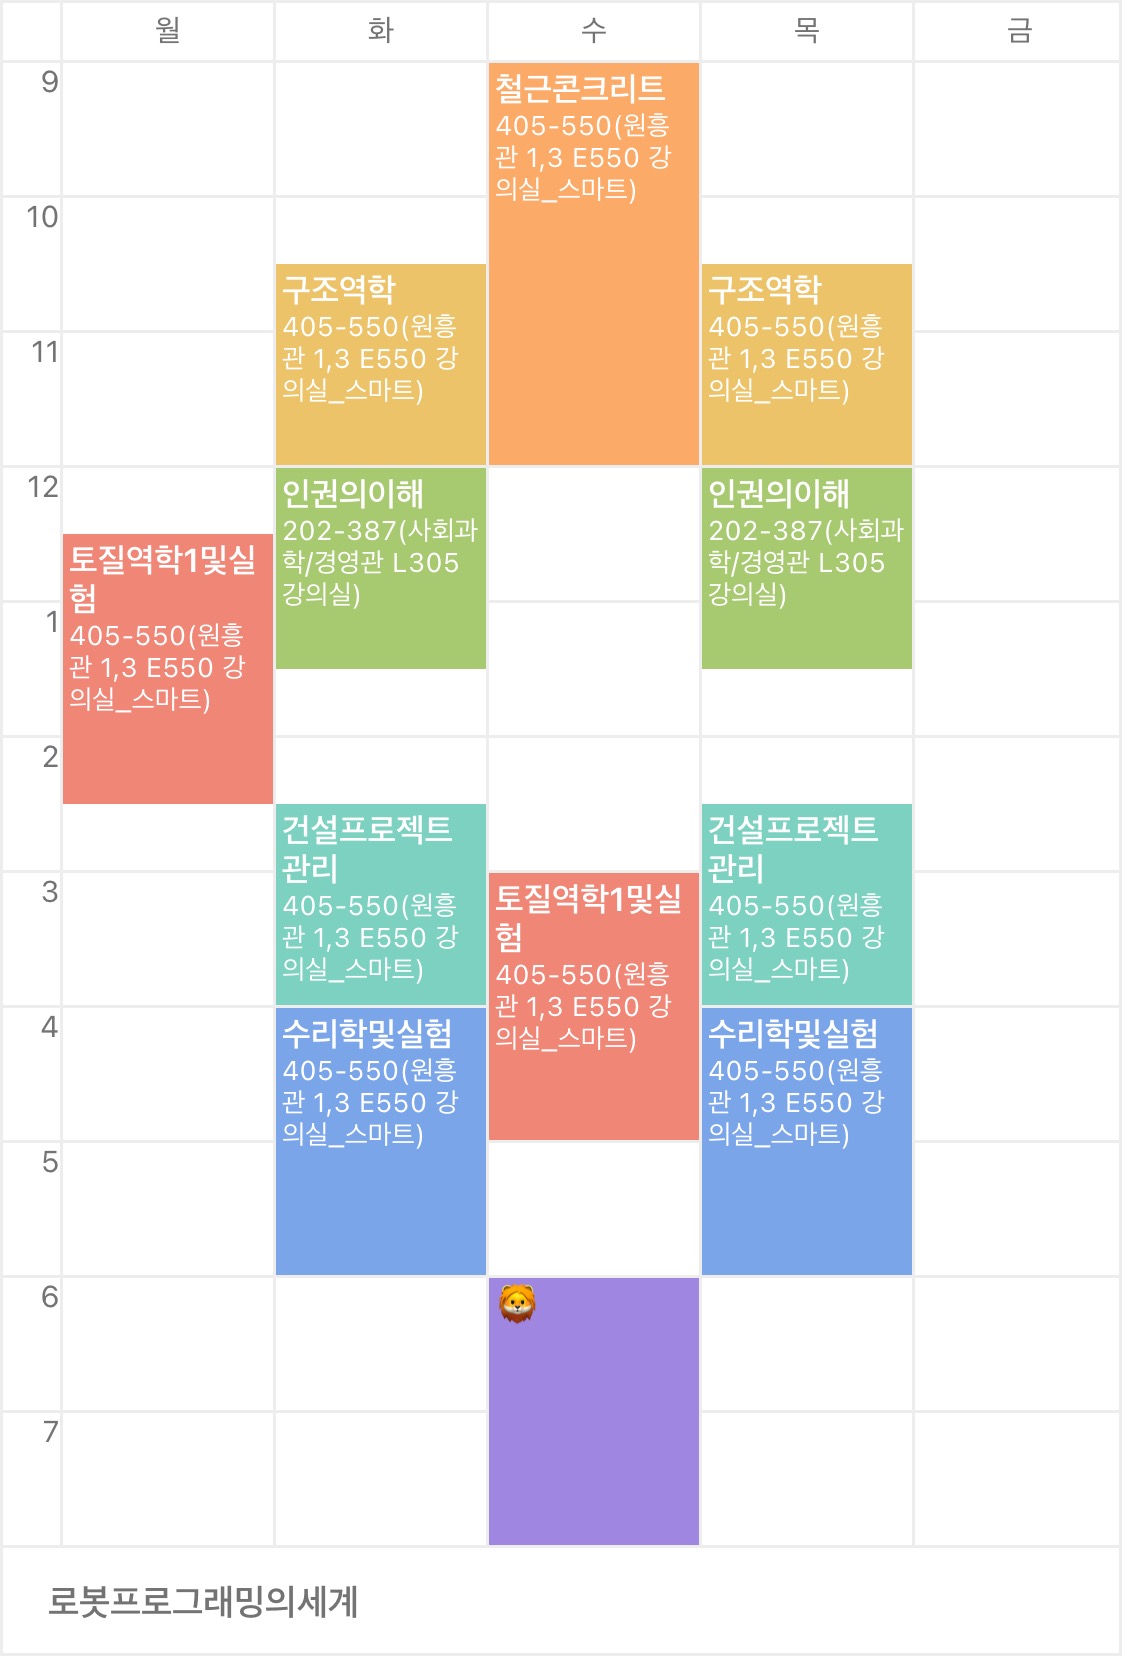 월 화 수 목 금
9
철근콘크리트
405-550(원흥
관 1,3 E550 강
의실_스마트)
10
구조역학
405-550(원흥
관 1,3 E550 강
의실_스마트)
구조역학
405-550(원흥
관 1,3 E550 강
의실_스마트)
11
12
인권의이해
202-387(사회과
학/경영관 L305
강의실)
인권의이해
202-387(사회과
학/경영관 L305
강의실)
토질역학1및실
험
405-550(원흥
관 1,3 E550 강
의실_스마트)
1
2
건설프로젝트
관리
405-550(원흥
관 1,3 E550 강
의실_스마트)
건설프로젝트
관리
405-550(원흥
관 1,3 E550 강
의실_스마트)
3
토질역학1및실
험
405-550(원흥
관 1,3 E550 강
의실_스마트)
4
수리학및실험
405-550(원흥
관 1,3 E550 강
의실_스마트)
수리학및실험
405-550(원흥
관 1,3 E550 강
의실_스마트)
5
6
🦁
7
로봇프로그래밍의세계